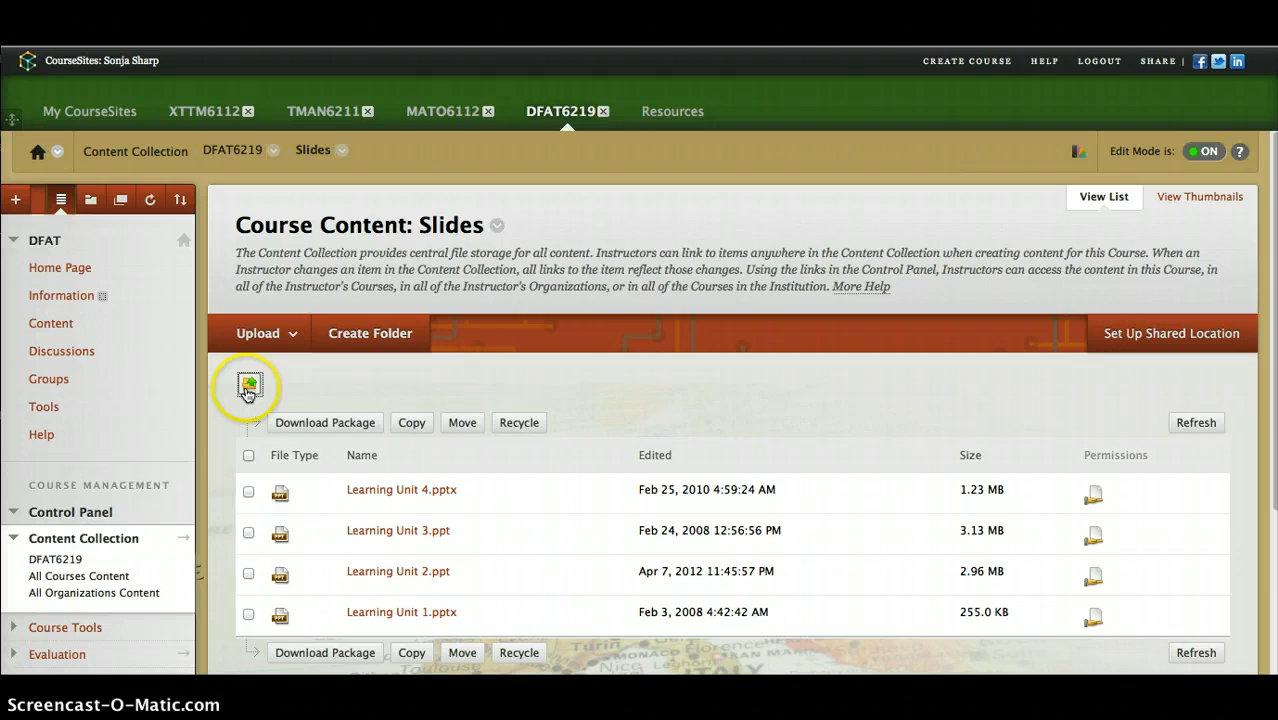 CourseSites: Sonja Sharp
CREATE COURSE HELP LOGOUT SHARE |
My CourseSites XTTM6112 TMAN6211 MATO6112 DFAT6219 Resources
Content Collection DFAT6219 Slides Edit Mode is: ON ?
View List View Thumbnails
DFAT
Home Page
Information
Content
Discussions
Groups
Tools
Help
COURSE MANAGEMENT
Control Panel
Content Collection
DFAT6219
All Courses Content
All Organizations Content
Course Tools
Evaluation
Course Content: Slides
The Content Collection provides central file storage for all content. Instructors can link to items anywhere in the Content Collection when creating content for this Course. When an
Instructor changes an item in the Content Collection, all links to the item reflect those changes. Using the links in the Control Panel, Instructors can access the content in this Course, in
all of the Instructor's Courses, in all of the Instructor's Organizations, or in all of the Courses in the Institution. More Help
Upload Create Folder Set Up Shared Location
Download Package Copy Move Recycle Refresh
File Type Name Edited Size Permissions
Learning Unit 4.pptx Feb 25, 2010 4:59:24 AM 1.23 MB
Learning Unit 3.ppt Feb 24, 2008 12:56:56 PM 3.13 MB
Learning Unit 2.ppt Apr 7, 2012 11:45:57 PM 2.96 MB
Learning Unit 1.pptx Feb 3, 2008 4:42:42 AM 255.0 KB
Download Package Copy Move Recycle Refresh
Screencast-O-Matic.com